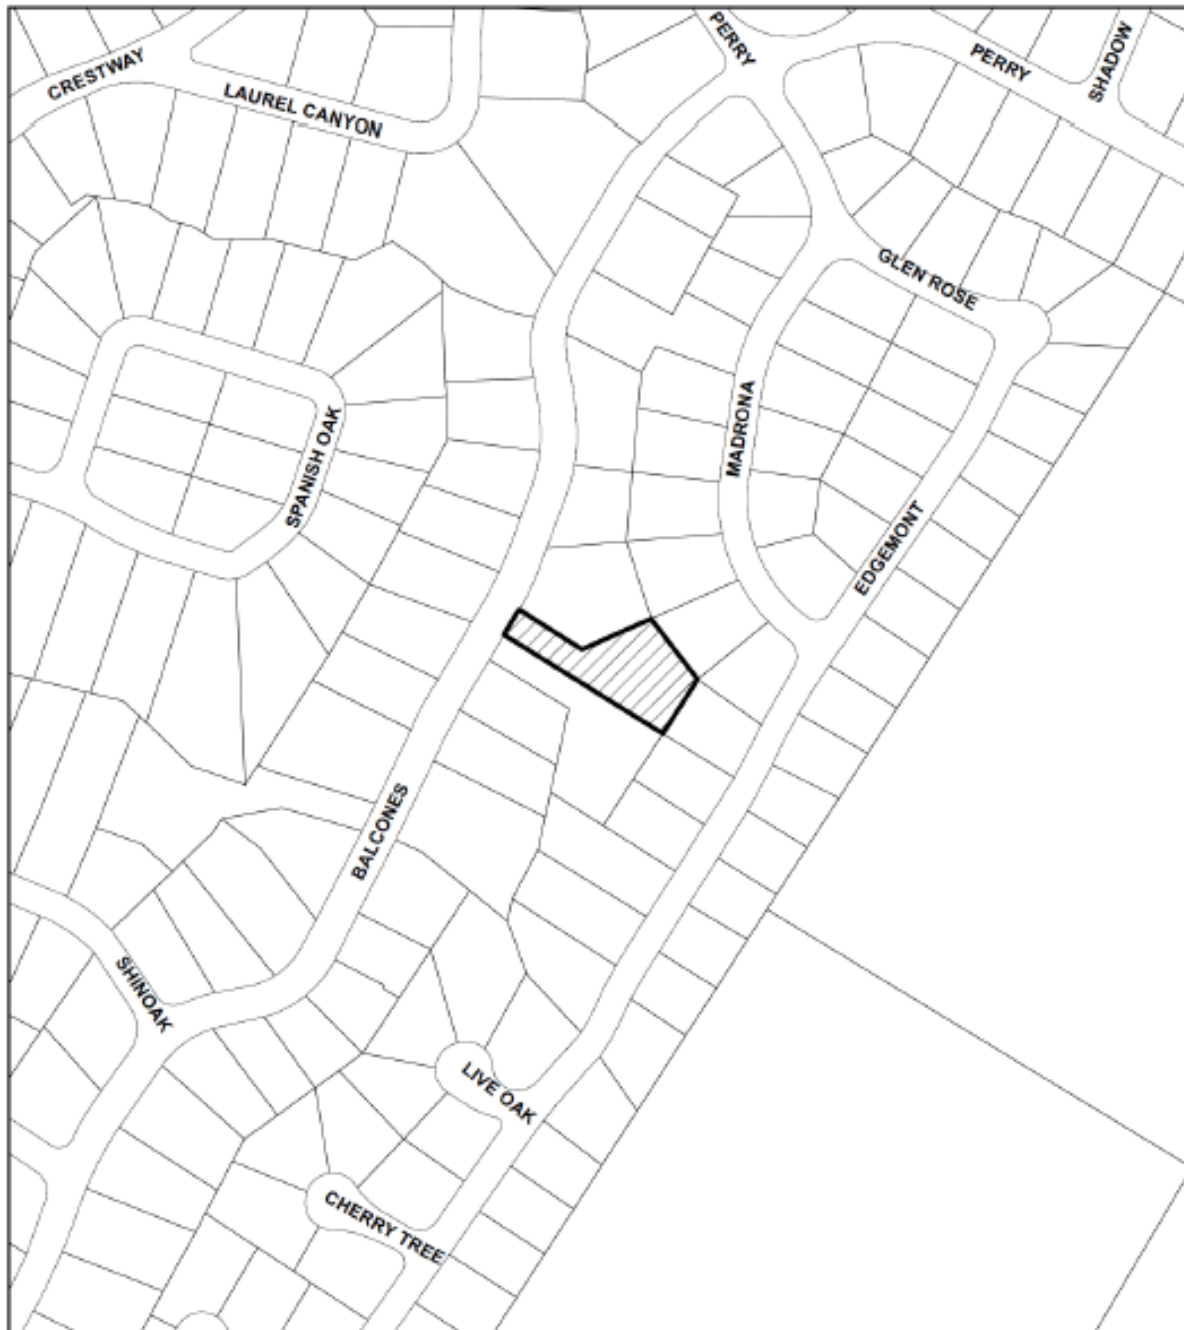 PERRY
PERRY
SHADOW
CRESTWAY
LAUREL CANYON
GLEN ROSE
MADRONA
SPANISH OAK
EDGEMONT
BALCONES
SHINOAK
LIVE OAK
CHERRY TREE